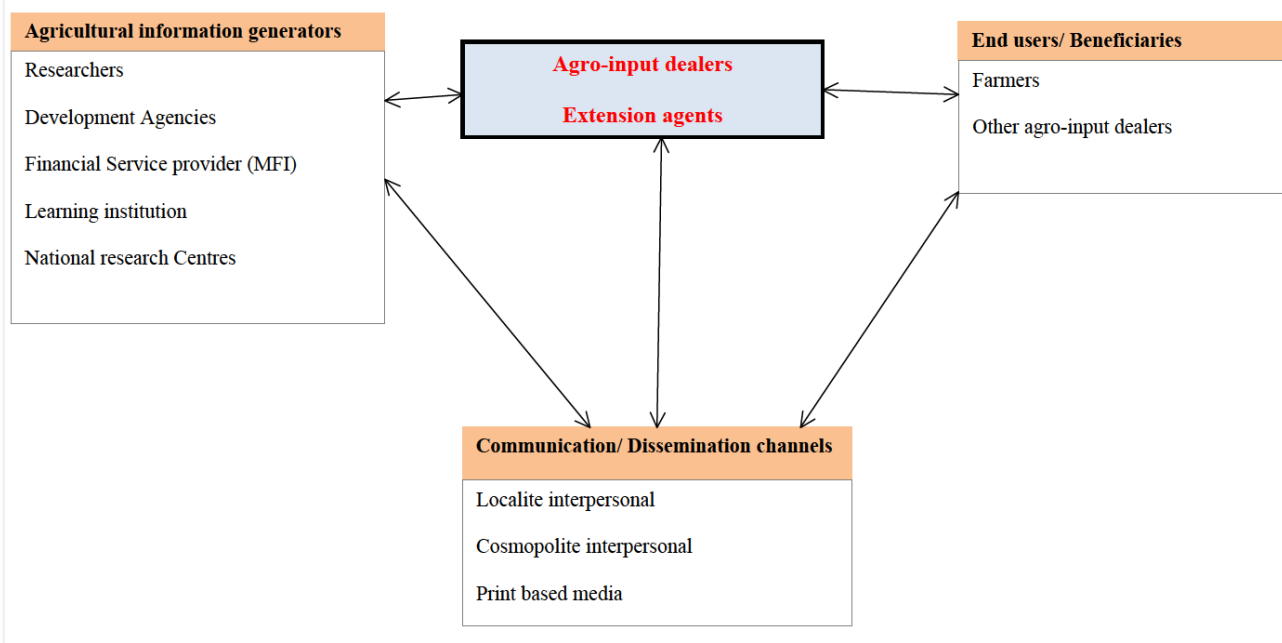 Agricultural information generators
Researchers
Development Agencies
Financial Service provider (MFI)
Learning institution
National research Centres
Agro-input dealers
Extension agents
End users/ Beneficiaries
Farmers
Other agro-input dealers
Communication/ Dissemination channels
Localite interpersonal
Cosmopolite interpersonal
Print based media